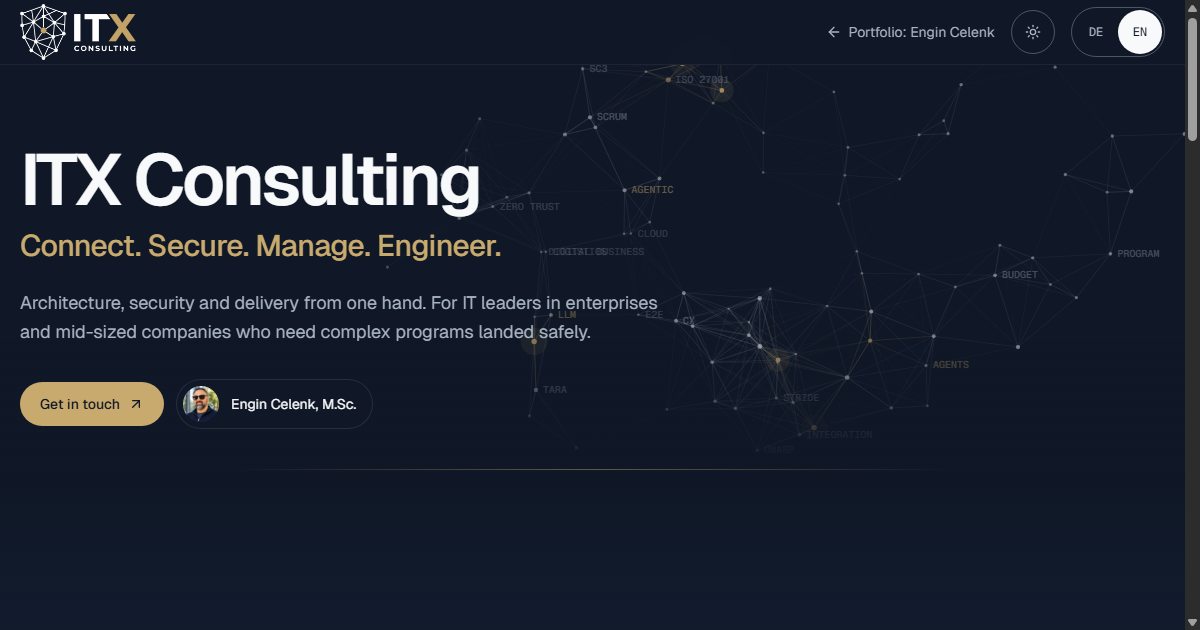 ITX
CONSULTING
Portfolio: Engin Celenk
DE
EN
SC3
ISO 27001
SCRUM
ITX Consulting
AGENTIC
ZERO TRUST
CLOUD
Connect. Secure. Manage. Engineer.
PROGRAM
BUDGET
Architecture, security and delivery from one hand. For IT leaders in enterprises
LLM
E2E
CX
and mid-sized companies who need complex programs landed safely.
AGENTS
TARA
STRIDE
Get in touch
Engin Celenk, M.Sc.
INTEGRATION